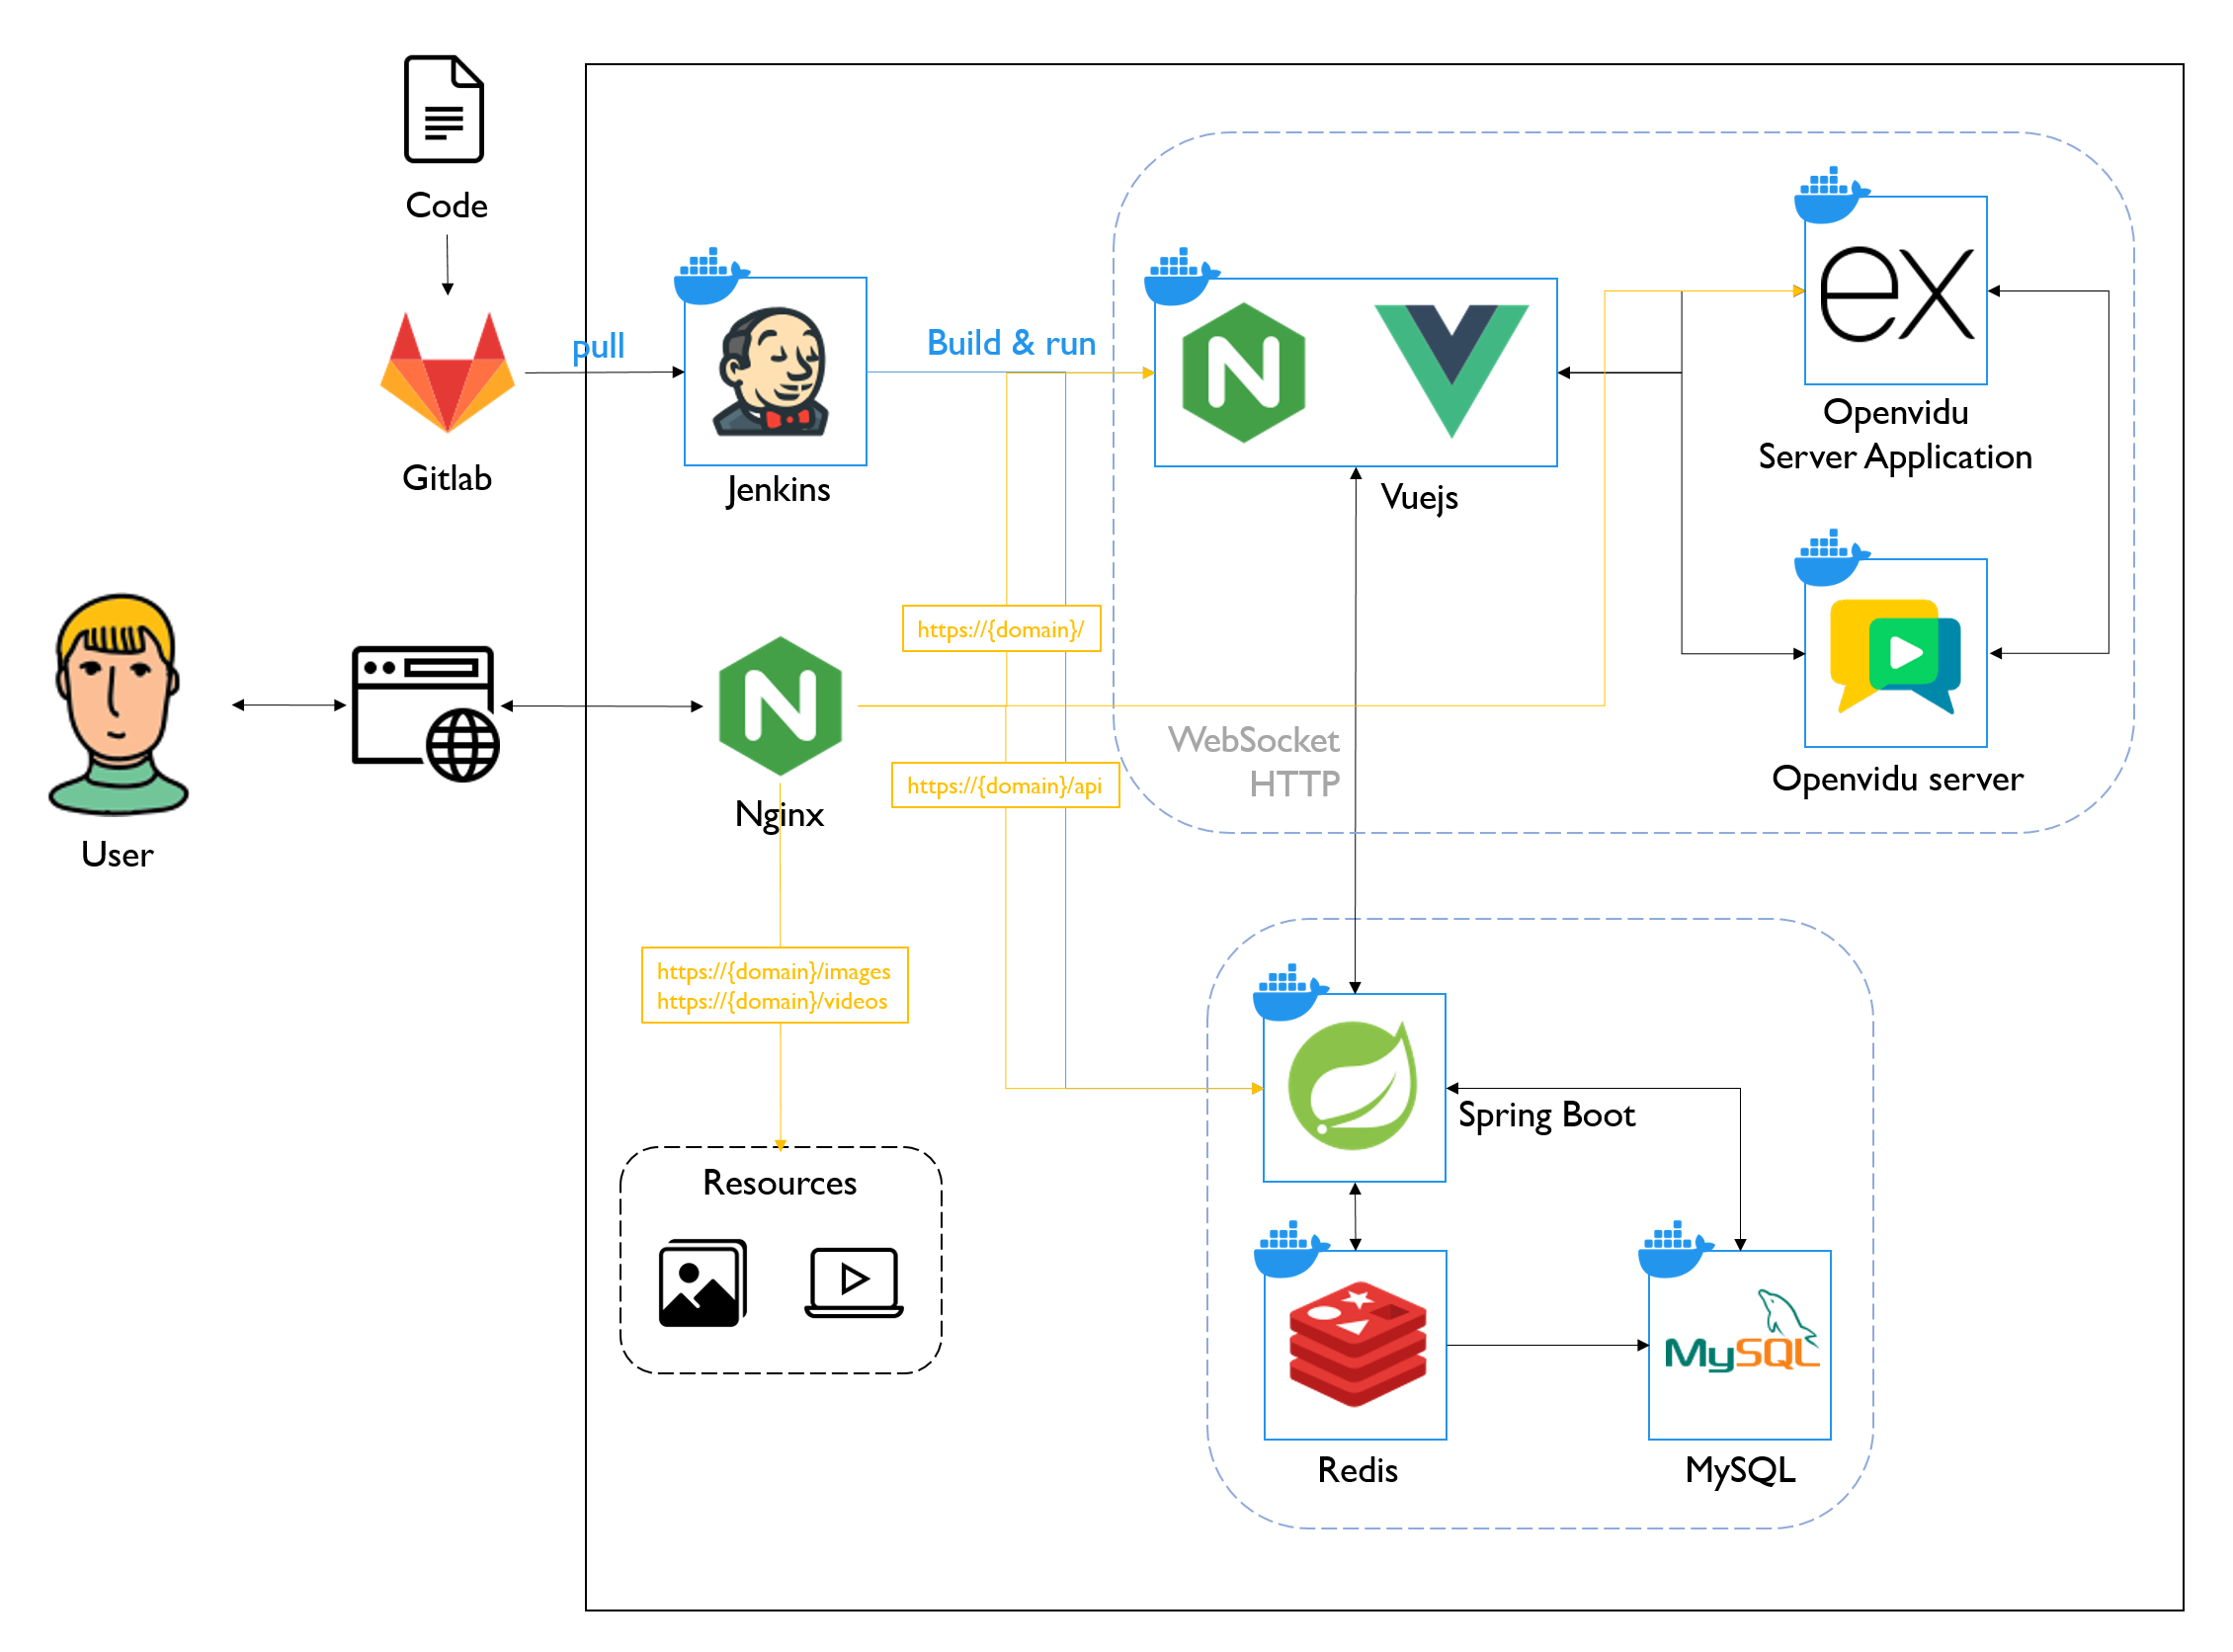 Code
pull
Gitlab
Jenkins
Build & run
Vuejs
ex
Openvidu
Server Application
Openvidu server
User
Nginx
https://{domain}/
https://{domain}/api
WebSocket
HTTP
https://{domain}/images
https://{domain}/videos
Resources
Spring Boot
Redis
MySQL
MySQL